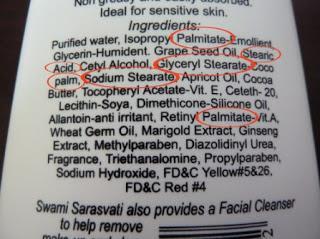 Non greasy and easily absorbed.
Ideal for sensitive skin.
Ingredients:
Purified water, Isopropy Palmitate-Emollient
Glycerin-Humident. Grape Seed Oil, Stearic
Acid, Cetyl Alcohol, Glyceryl Stearate-Coco
palm, Sodium Stearate, Apricot Oil, Cocoa
Butter, Tocopheryl Acetate-Vit. E, Ceteth- 20,
Lecithin-Soya, Dimethicone-Silicone Oil,
Allantoin-anti irritant, Retiny Palmitate-Vit.A,
Wheat Germ Oil, Marigold Extract, Ginseng
Extract, Methylparaben, Diazolidinyl Urea,
Fragrance, Triethanolamine, Propylparaben,
Sodium Hydroxide, FD&C Yellow#5&26.
FD&C Red #4
Swami Sarasvati also provides a Facial Cleanser
to help remove